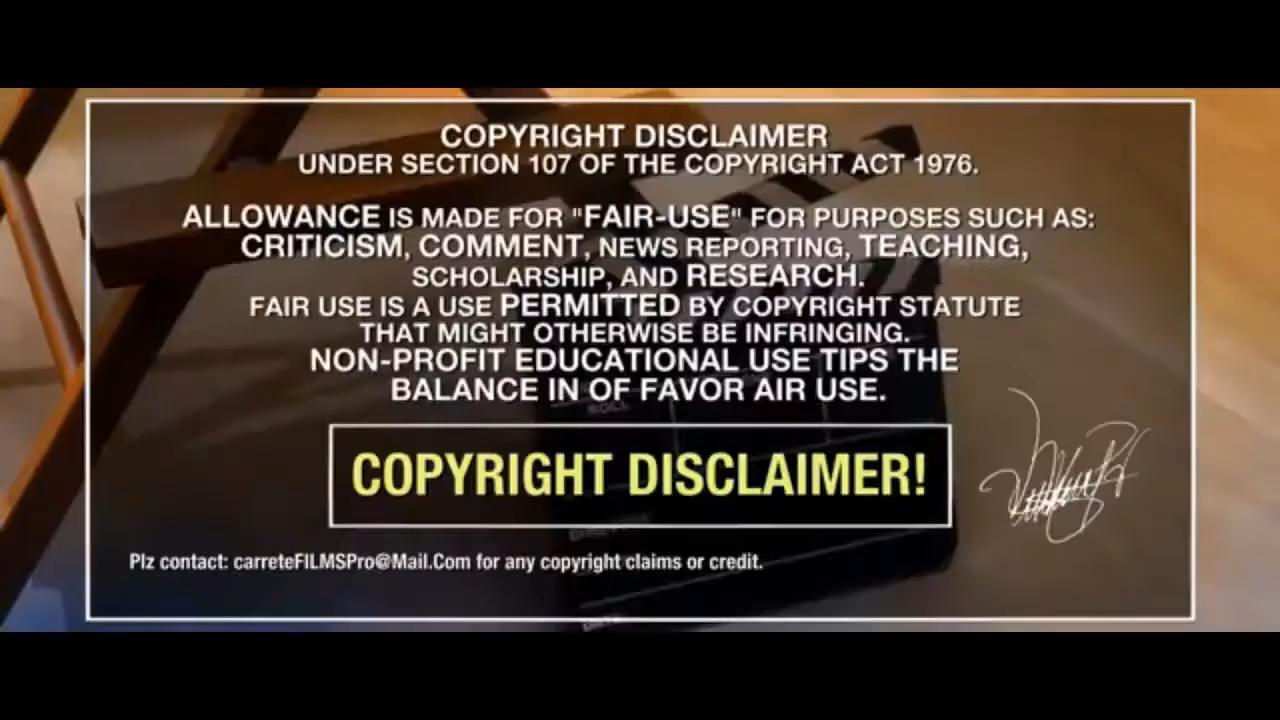 COPYRIGHT DISCLAIMER
UNDER SECTION 107 OF THE COPYRIGHT ACT 1976.
ALLOWANCE IS MADE FOR "FAIR-USE" FOR PURPOSES SUCH AS:
CRITICISM, COMMENT, NEWS REPORTING, TEACHING,
SCHOLARSHIP, AND RESEARCH.
FAIR USE IS A USE PERMITTED BY COPYRIGHT STATUTE
THAT MIGHT OTHERWISE BE INFRINGING.
NON-PROFIT EDUCATIONAL USE TIPS THE
BALANCE IN OF FAVOR AIR USE.
ROLL
COPYRIGHT DISCLAIMER!
Plz contact: carreteFILMSPro@Mail.Com for any copyright claims or credit.